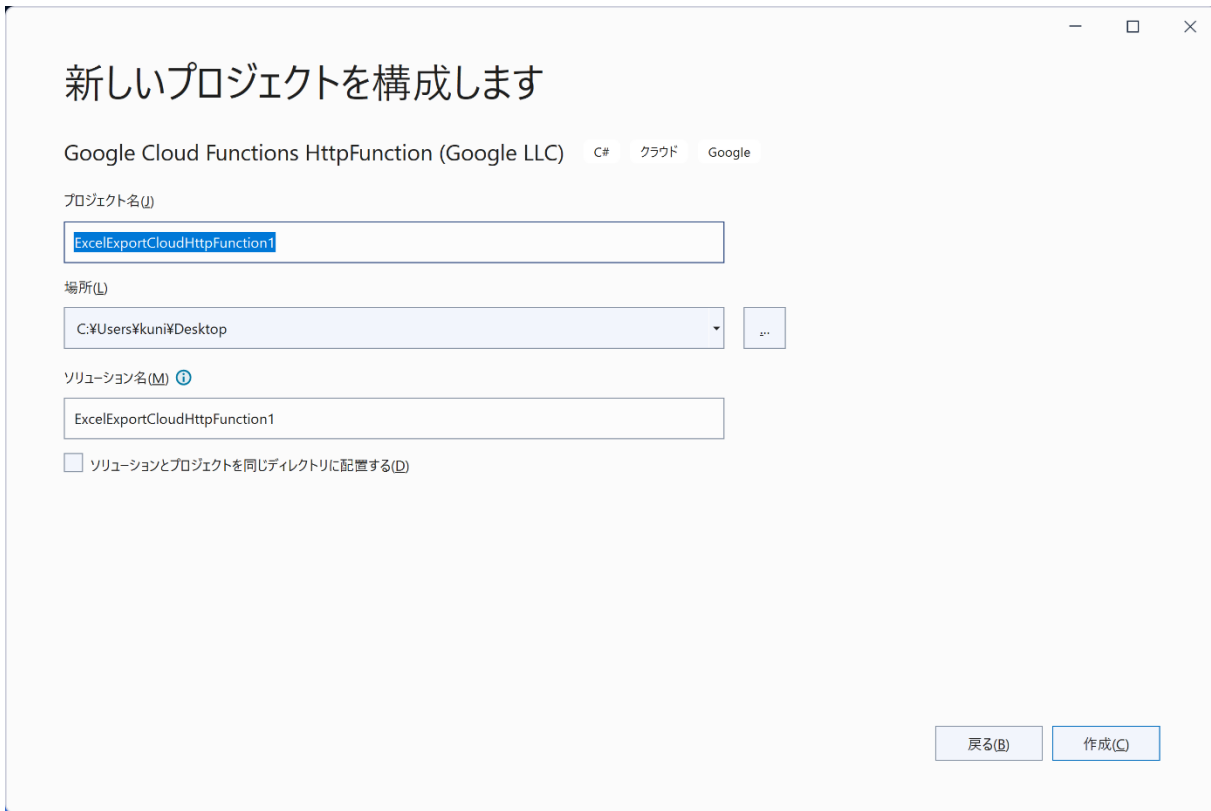 新しいプロジェクトを構成します
Google Cloud Functions HttpFunction (Google LLC) C# クラウド Google
プロジェクト名(J)
ExcelExportCloudHttpFunction1
場所(L)
C:¥Users¥kuni¥Desktop
...
ソリューション名(M)
ExcelExportCloudHttpFunction1
ソリューションとプロジェクトを同じディレクトリに配置する(D)
戻る(B) 作成(C)